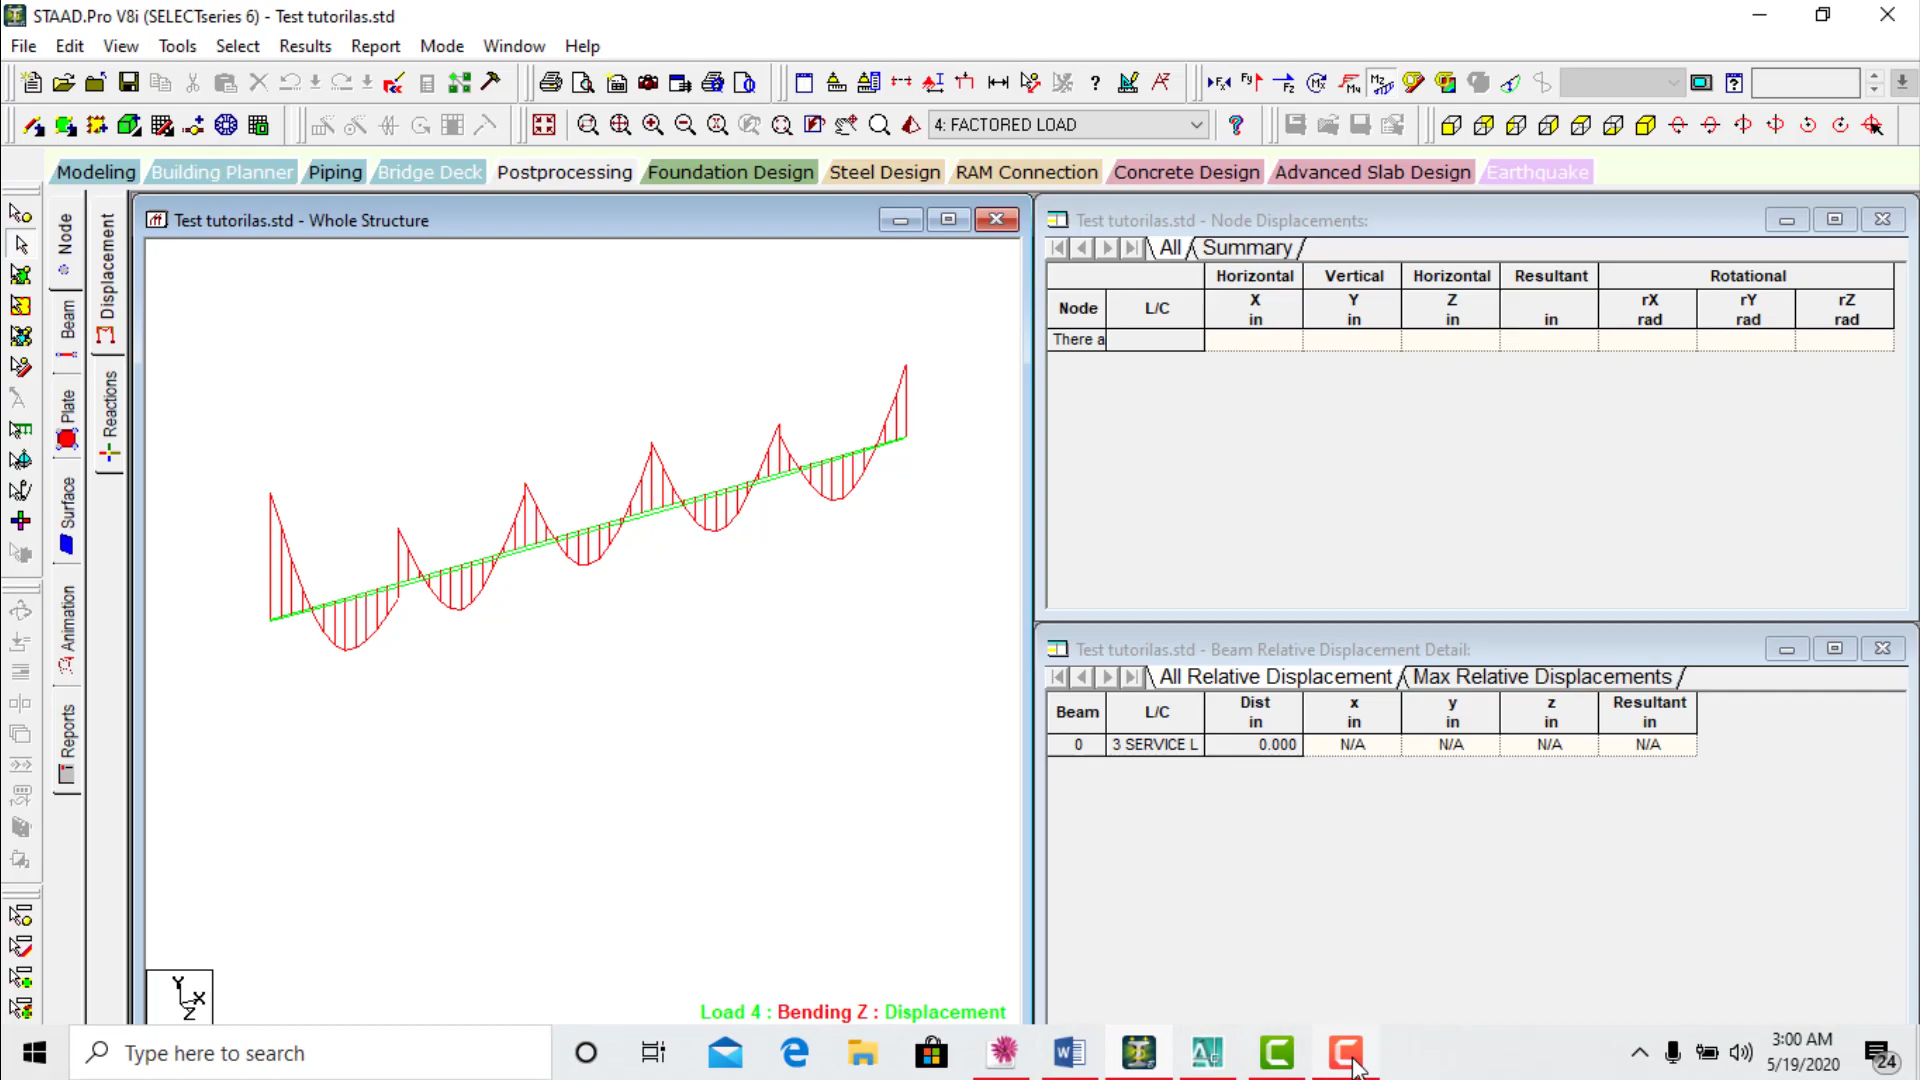 STAAD.Pro V8i (SELECTseries 6) - Test tutorilas.std
File Edit View Tools Select Results Report Mode Window Help
4: FACTORED LOAD
Modeling Building Planner Piping Bridge Deck Postprocessing Foundation Design Steel Design RAM Connection Concrete Design Advanced Slab Design Earthquake
Node
Beam
Plate
Surface
Animation
Reports
Displacement
Reactions
Test tutorilas.std - Whole Structure
Load 4 : Bending Z : Displacement
Y
X
Z
Test tutorilas.std - Node Displacements:
All Summary
Horizontal Vertical Horizontal Resultant Rotational
Node L/C X in Y in Z in in rX rad rY rad rZ rad
There a
Test tutorilas.std - Beam Relative Displacement Detail:
All Relative Displacement Max Relative Displacements
Beam L/C Dist in x in y in z in Resultant in
0 3 SERVICE L 0.000 N/A N/A N/A N/A
Type here to search
3:00 AM
5/19/2020
24